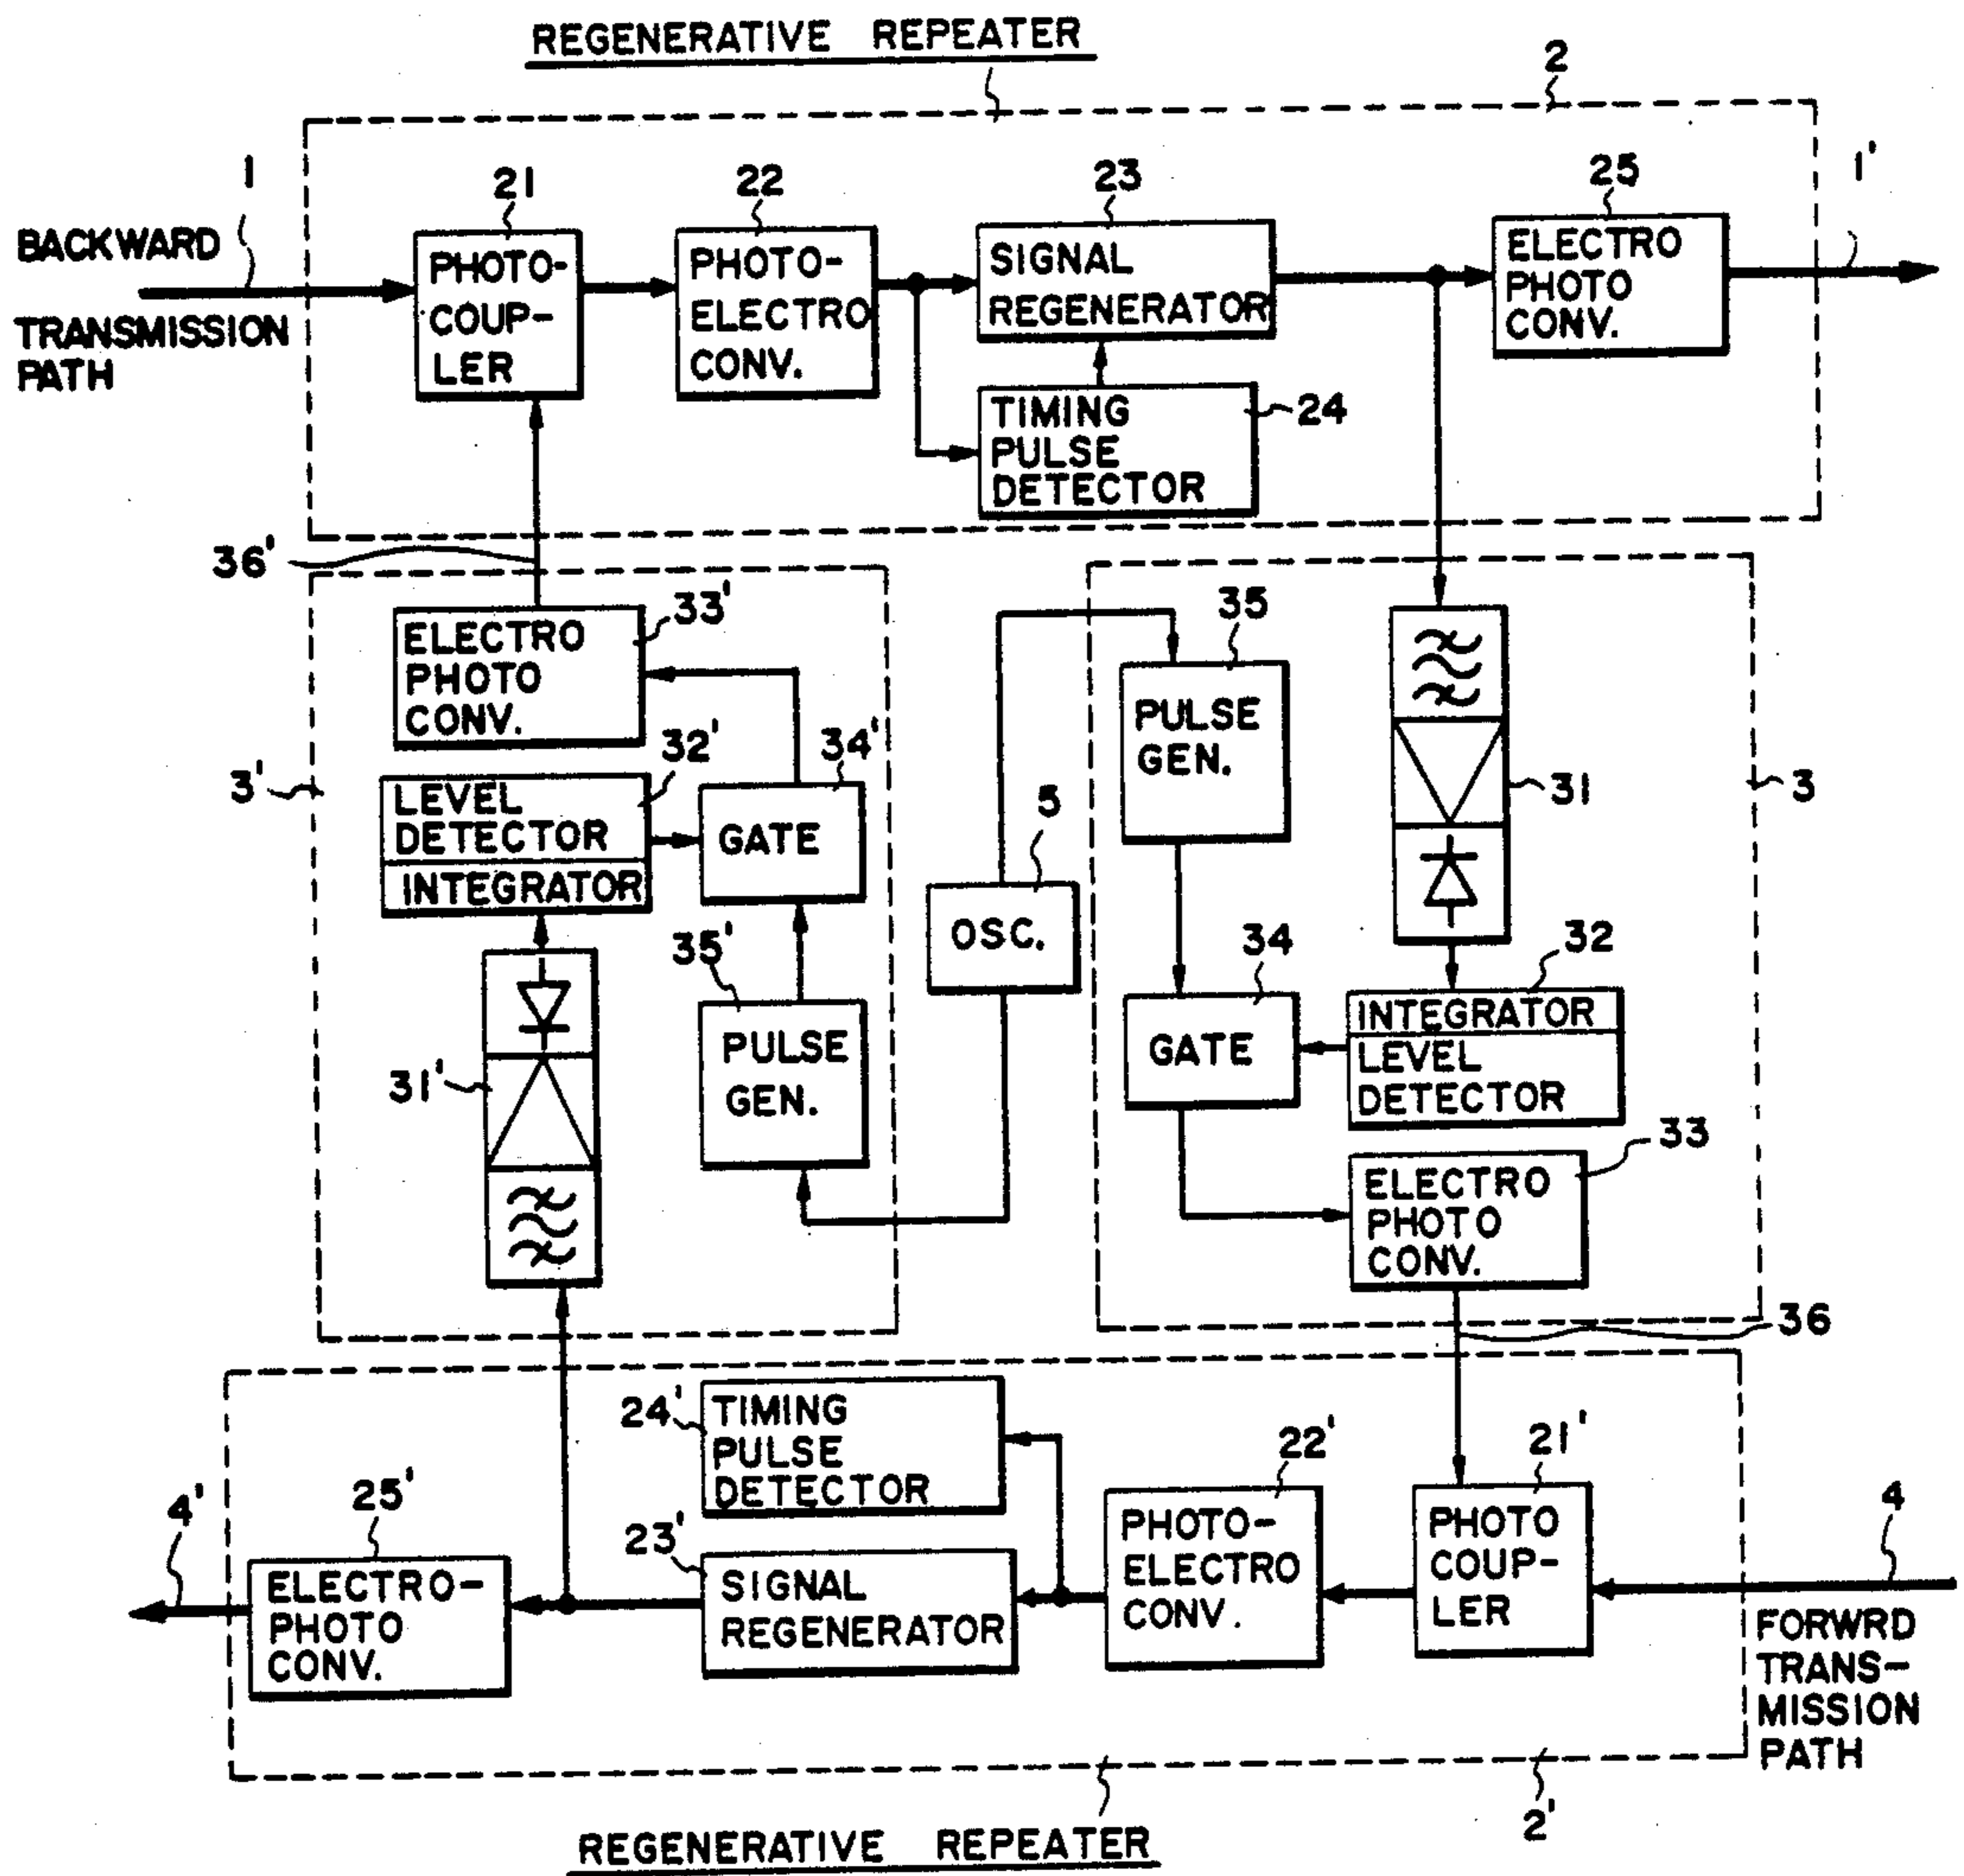 REGENERATIVE REPEATER
2
1
21
22
23
25
1'
BACKWARD
TRANSMISSION
PATH
PHOTO-
COUP-
LER
PHOTO-
ELECTRO
CONV.
SIGNAL
REGENERATOR
ELECTRO
PHOTO
CONV.
TIMING
PULSE
DETECTOR
24
36'
3'
ELECTRO
PHOTO
CONV.
33'
LEVEL
DETECTOR
INTEGRATOR
32'
GATE
34'
31'
PULSE
GEN.
35'
5
OSC.
35
PULSE
GEN.
31
3
34
GATE
32
INTEGRATOR
LEVEL
DETECTOR
33
ELECTRO
PHOTO
CONV.
36
24'
TIMING
PULSE
DETECTOR
22'
21'
4'
25'
23'
4
ELECTRO-
PHOTO
CONV.
SIGNAL
REGENERATOR
PHOTO-
ELECTRO
CONV.
PHOTO
COUP-
LER
FORWRD
TRANS-
MISSION
PATH
2'
REGENERATIVE REPEATER